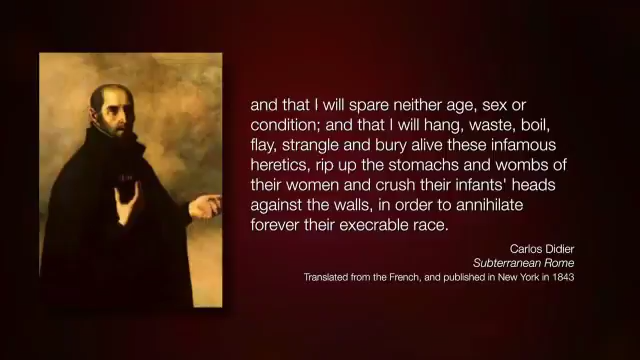 and that I will spare neither age, sex or
condition; and that I will hang, waste, boil,
flay, strangle and bury alive these infamous
heretics, rip up the stomachs and wombs of
their women and crush their infants' heads
against the walls, in order to annihilate
forever their execrable race.
Carlos Didier
Subterranean Rome
Translated from the French, and published in New York in 1843